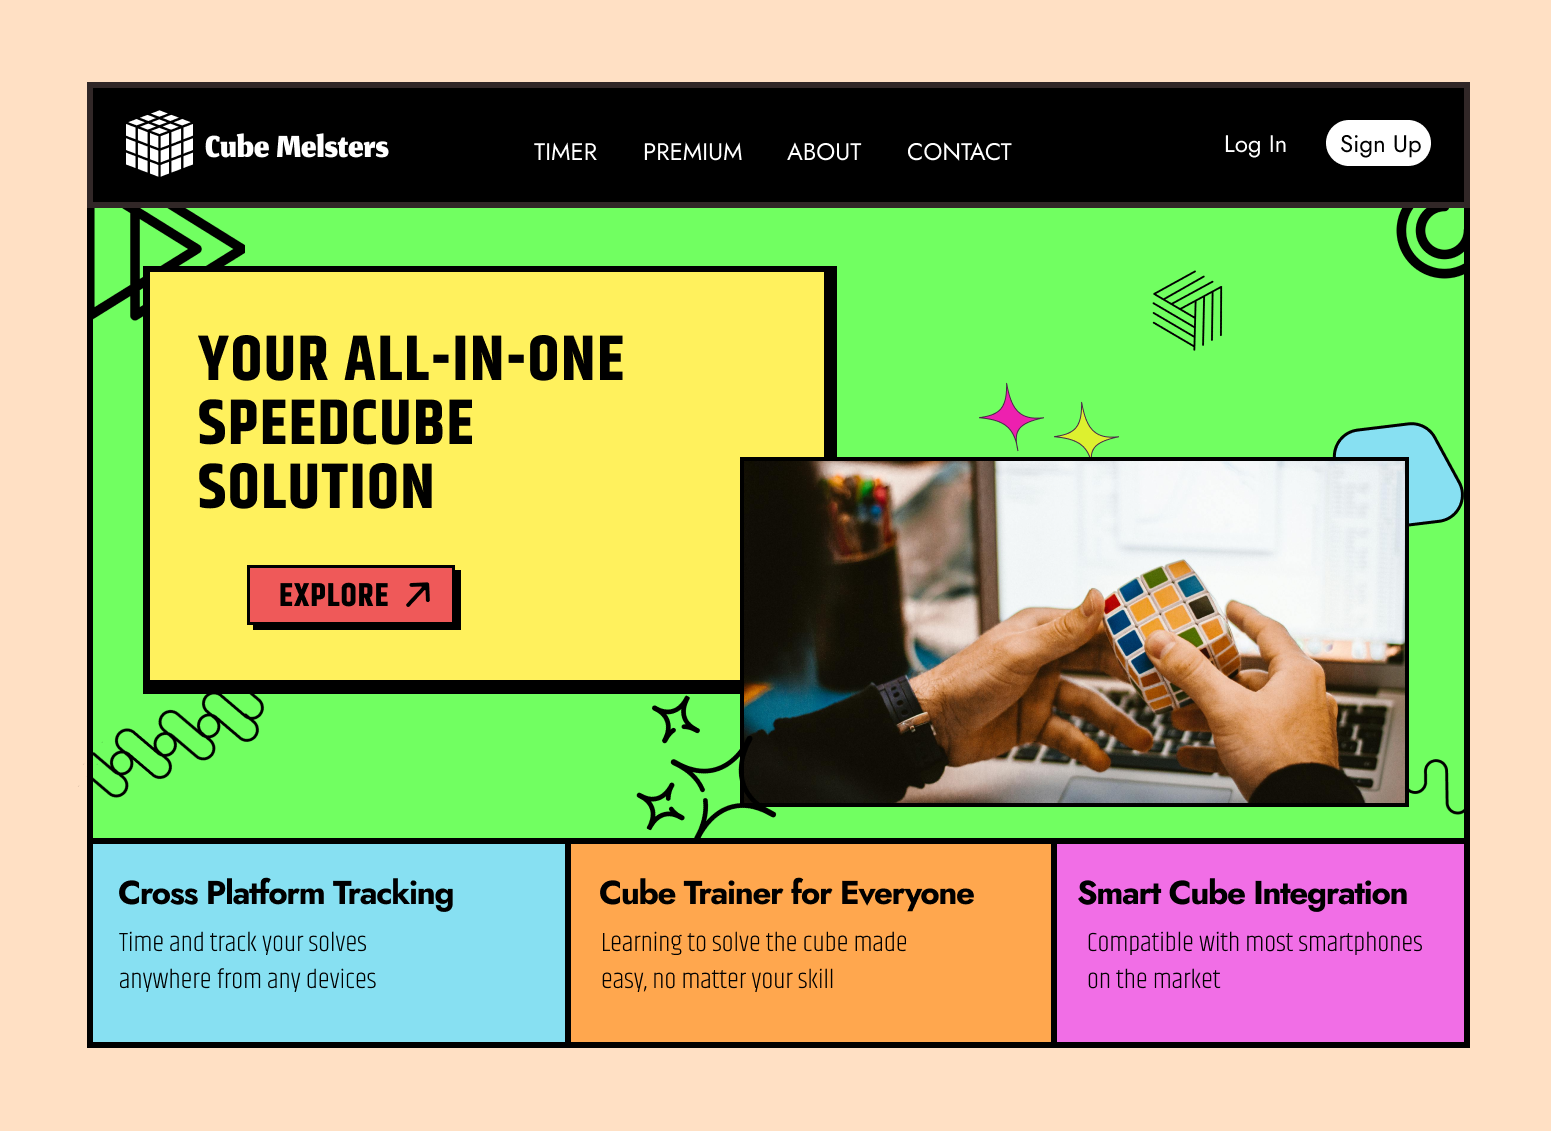 Cube Melsters
TIMER PREMIUM ABOUT CONTACT
Log In
Sign Up
YOUR ALL-IN-ONE
SPEEDCUBE
SOLUTION
EXPLORE
Cross Platform Tracking
Time and track your solves
anywhere from any devices
Cube Trainer for Everyone
Learning to solve the cube made
easy, no matter your skill
Smart Cube Integration
Compatible with most smartphones
on the market